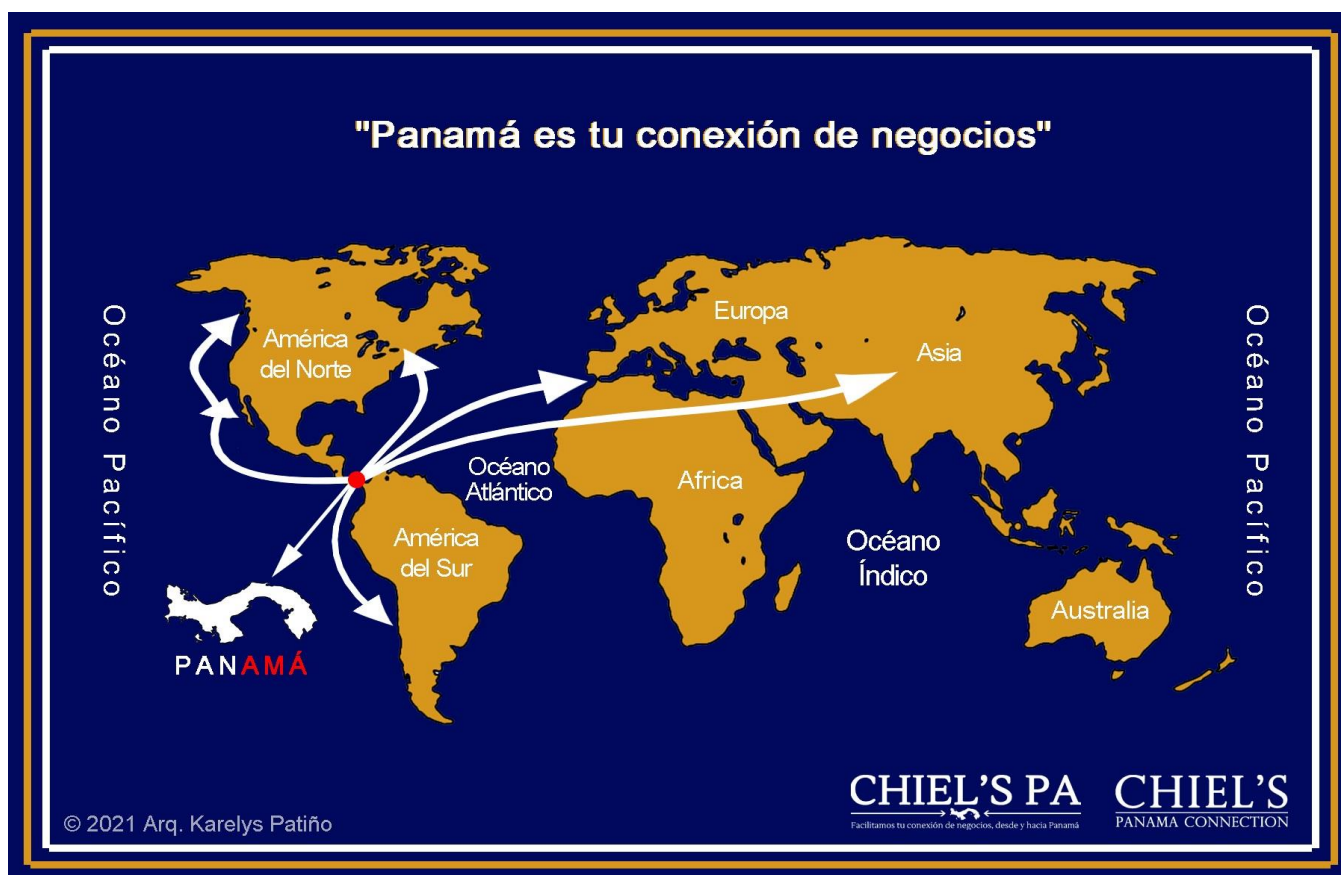 "Panamá es tu conexión de negocios"
Océano Pacífico
América
del Norte
Europa
Asia
Océano
Atlántico
Africa
América
del Sur
Océano
Índico
Australia
Océano Pacífico
PANAMÁ
CHIEL'S PA
Facilitamos tu conexión de negocios, desde y hacia Panamá
CHIEL'S
PANAMA CONNECTION
© 2021 Arq. Karelys Patiño